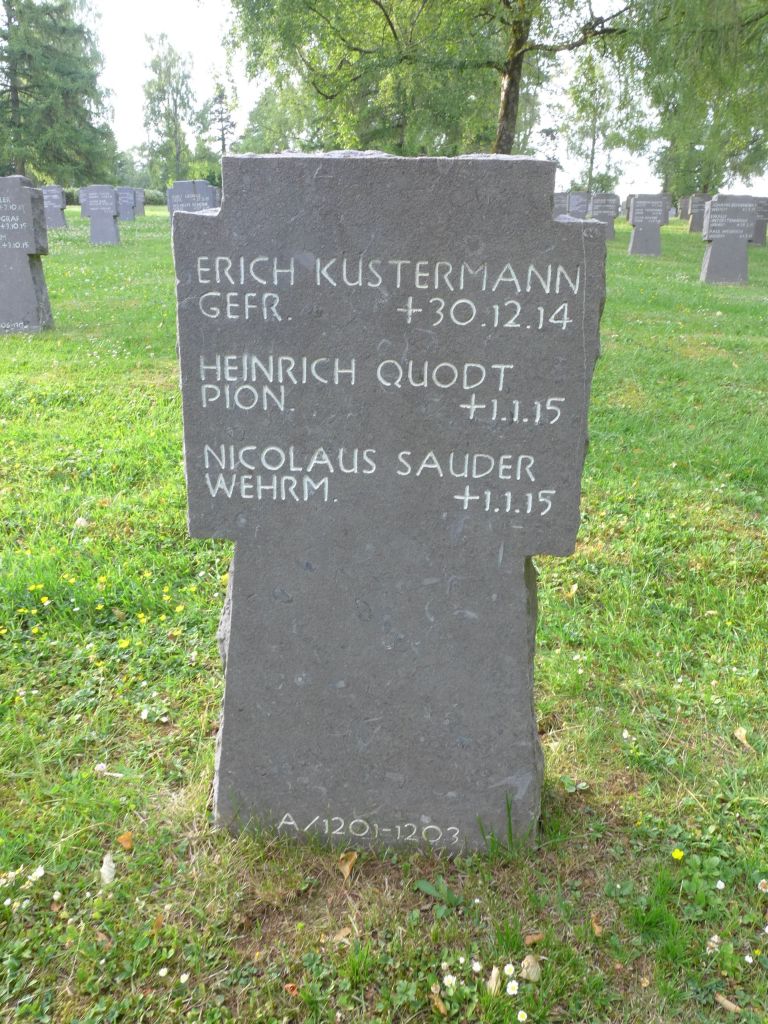 ERICH KUSTERMANN
GEFR. +30.12.14
HEINRICH QUODT
PION. +1.1.15
NICOLAUS SAUDER
WEHRM. +1.1.15
A/1201-1203